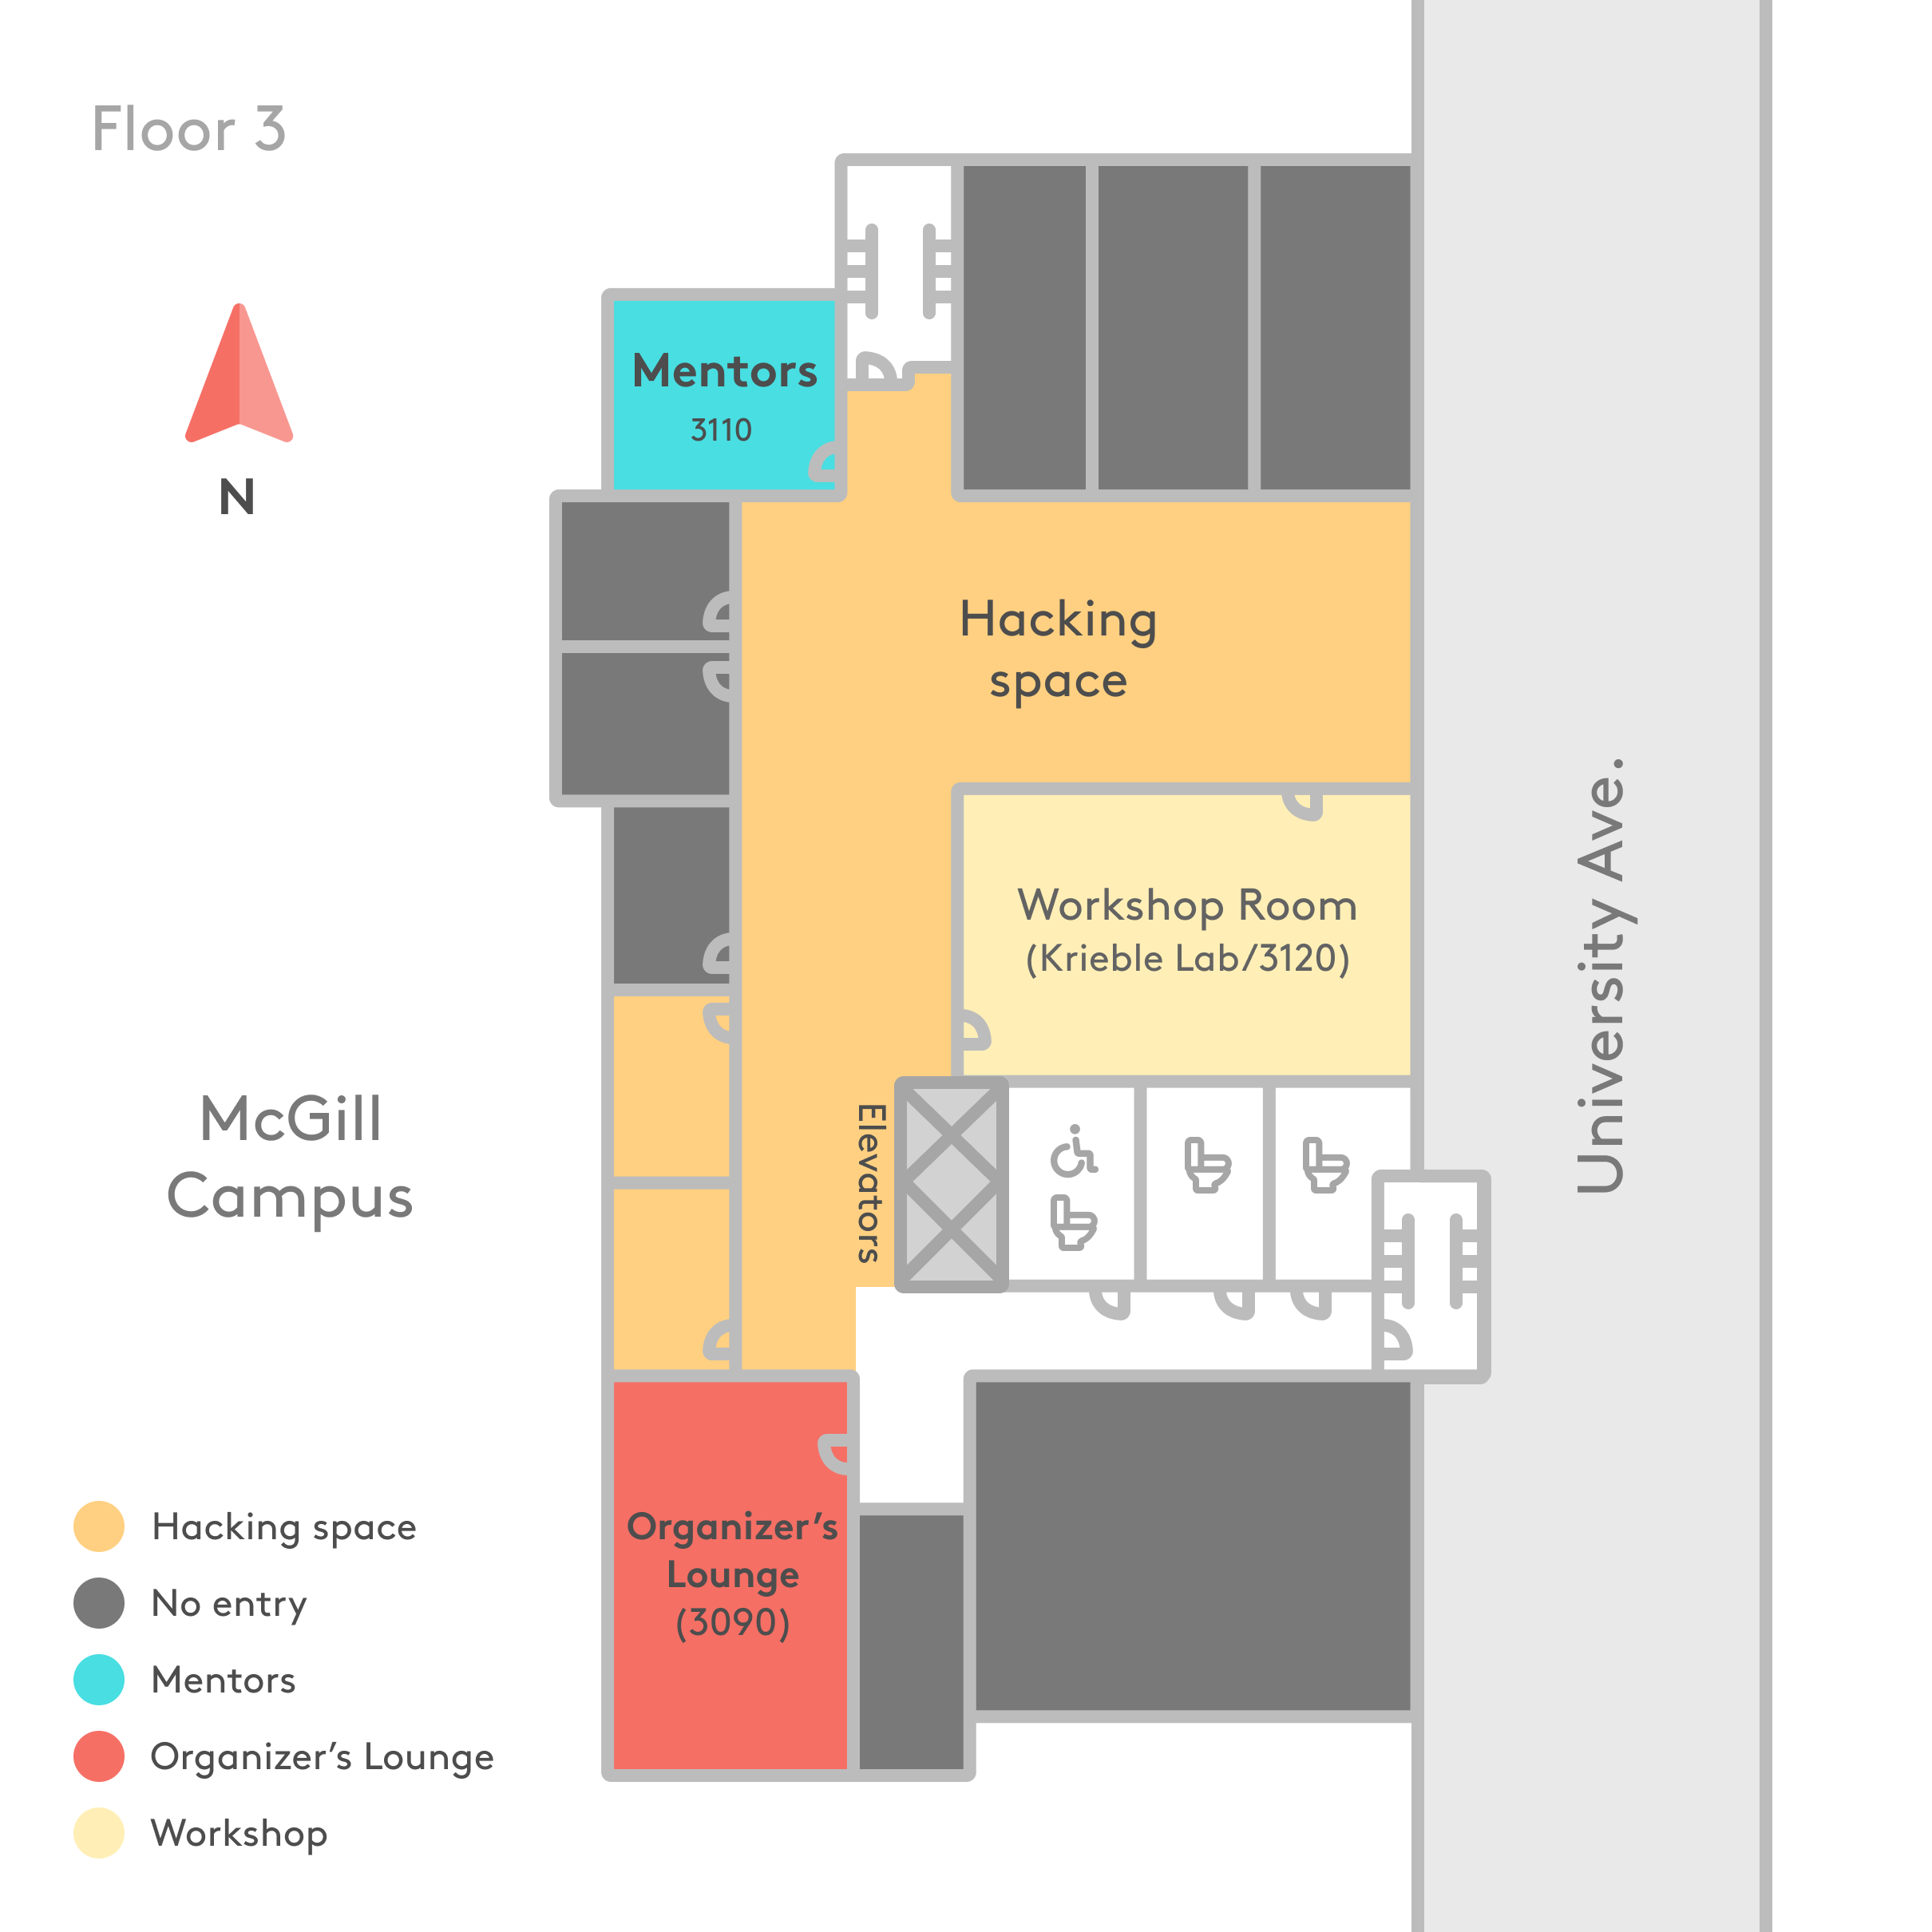 Floor 3
N
Mentors
3110
Hacking
space
Workshop Room
(Krieble Lab/3120)
Elevators
University Ave.
McGill
Campus
Organizer’s
Lounge
(3090)
Hacking space
No entry
Mentors
Organizer’s Lounge
Workshop